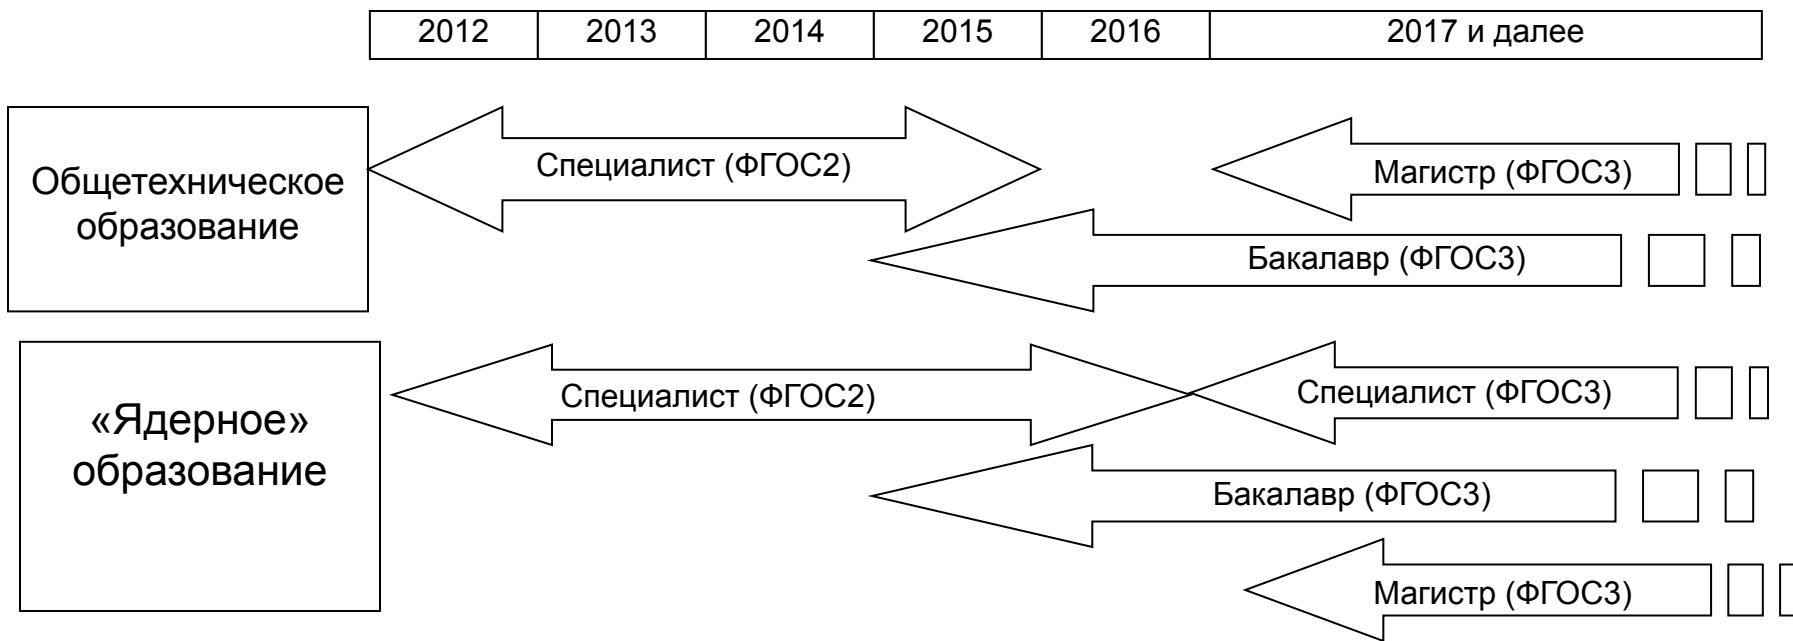 2012 2013 2014 2015 2016 2017 и далее
Общетехническое
образование
Специалист (ФГОС2)
Магистр (ФГОС3)
Бакалавр (ФГОС3)
«Ядерное»
образование
Специалист (ФГОС2)
Специалист (ФГОС3)
Бакалавр (ФГОС3)
Магистр (ФГОС3)